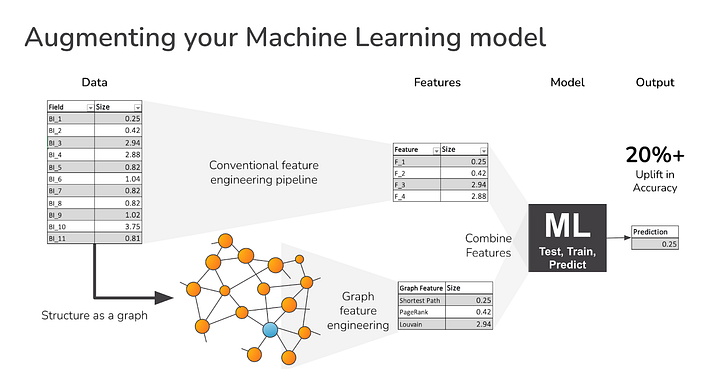 Augmenting your Machine Learning model
Data
Features
Model
Output
Field Size
BI_1 0.25
BI_2 0.42
BI_3 2.94
BI_4 2.88
BI_5 0.82
BI_6 1.04
BI_7 0.82
BI_8 0.82
BI_9 1.02
BI_10 3.75
BI_11 0.81
Conventional feature
engineering pipeline
Feature Size
F_1 0.25
F_2 0.42
F_3 2.94
F_4 2.88
20%+
Uplift in
Accuracy
ML
Test, Train,
Predict
Prediction
0.25
Combine
Features
Structure as a graph
Graph
feature
engineering
Graph Feature Size
Shortest Path 0.25
PageRank 0.42
Louvain 2.94